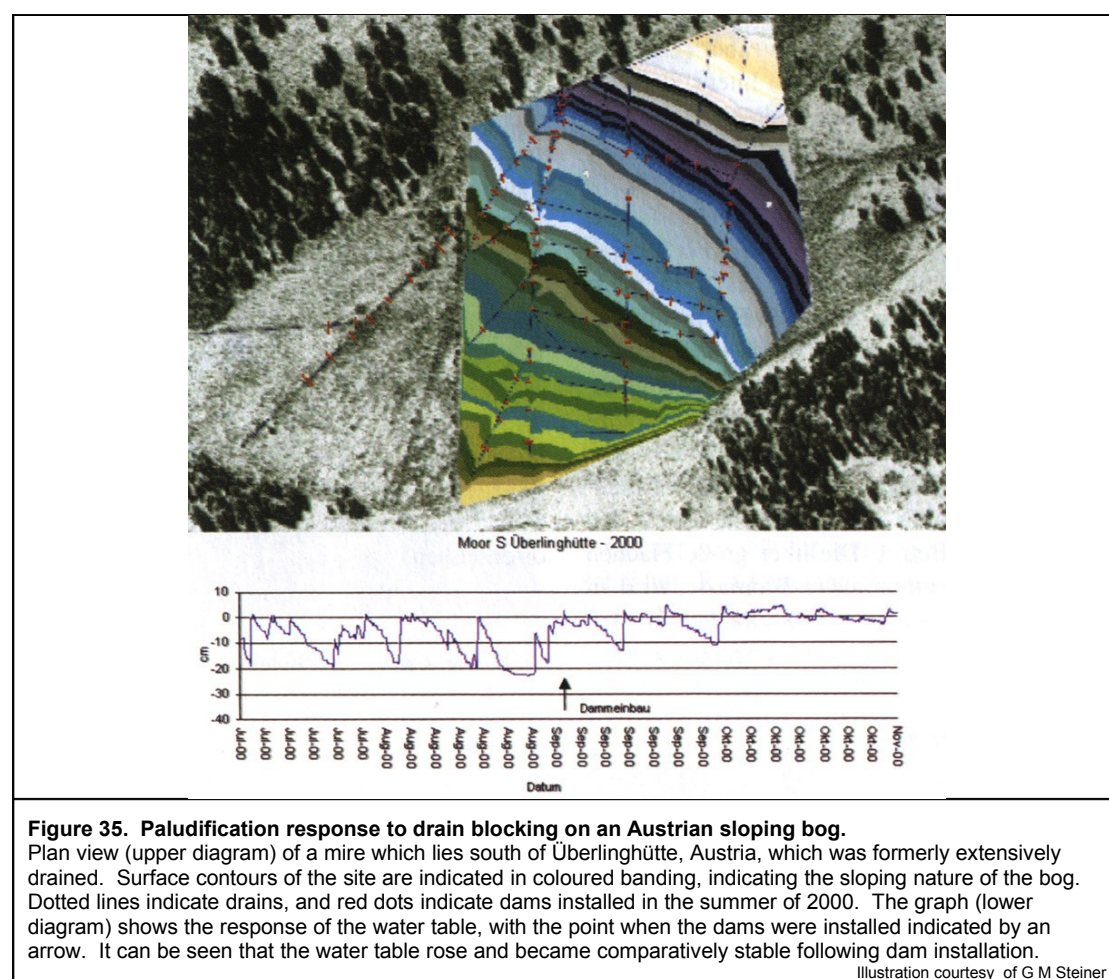 Moor S Überlinghütte - 2000
10
0
-10
-20
-30
-40
cm
Dammeinbau
Jul-00
Jul-00
Jul-00
Jul-00
Jul-00
Aug-00
Aug-00
Aug-00
Aug-00
Aug-00
Aug-00
Sep-00
Sep-00
Sep-00
Sep-00
Sep-00
Sep-00
Okt-00
Okt-00
Okt-00
Okt-00
Okt-00
Okt-00
Nov-00
Datum
Figure 35. Paludification response to drain blocking on an Austrian sloping bog.
Plan view (upper diagram) of a mire which lies south of Überlinghütte, Austria, which was formerly extensively
drained. Surface contours of the site are indicated in coloured banding, indicating the sloping nature of the bog.
Dotted lines indicate drains, and red dots indicate dams installed in the summer of 2000. The graph (lower
diagram) shows the response of the water table, with the point when the dams were installed indicated by an
arrow. It can be seen that the water table rose and became comparatively stable following dam installation.
Illustration courtesy of G M Steiner